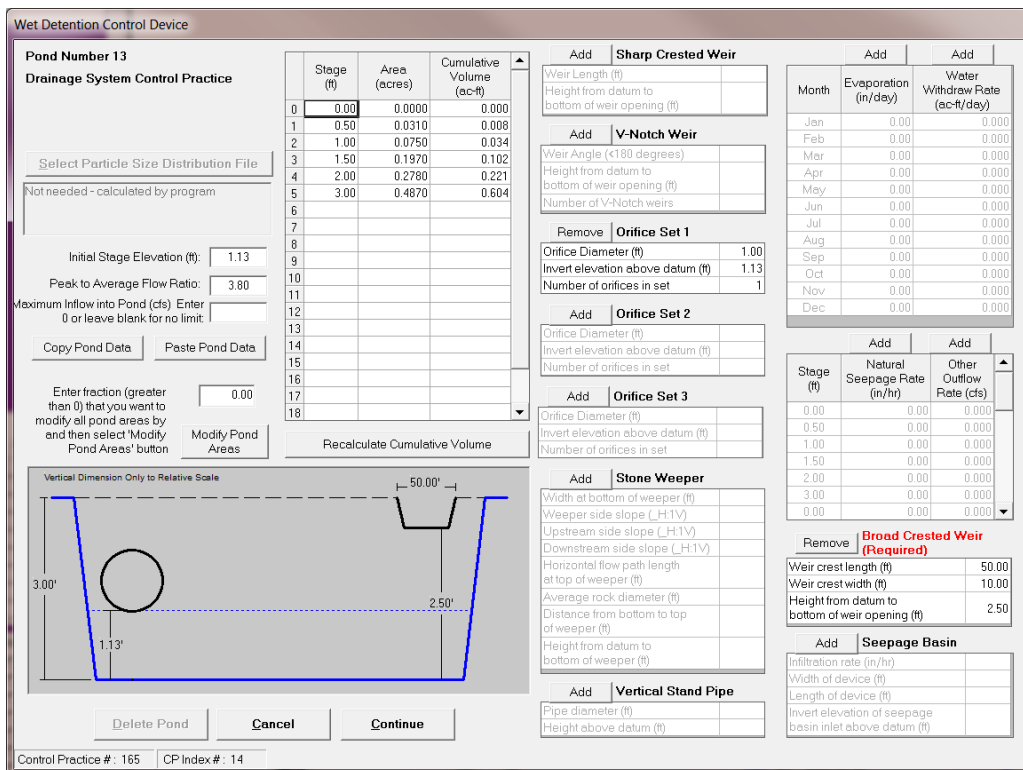 Wet Detention Control Device
Pond Number 13
Drainage System Control Practice
Select Particle Size Distribution File
Not needed - calculated by program
Initial Stage Elevation (ft): 1.13
Peak to Average Flow Ratio: 3.80
Maximum Inflow into Pond (cfs) Enter
0 or leave blank for no limit:
Copy Pond Data Paste Pond Data
Enter fraction (greater 0.00
than 0) that you want to
modify all pond areas by
and then select 'Modify
Pond Areas' button
Modify Pond
Areas
Stage
(ft)
Area
(acres)
Cumulative
Volume
(ac-ft)
0 0.00 0.0000 0.000
1 0.50 0.0310 0.008
2 1.00 0.0750 0.034
3 1.50 0.1970 0.102
4 2.00 0.2780 0.221
5 3.00 0.4870 0.604
6
7
8
9
10
11
12
13
14
15
16
17
18
Recalculate Cumulative Volume
Vertical Dimension Only to Relative Scale
50.00'
3.00'
2.50'
1.13'
Delete Pond Cancel Continue
Control Practice # : 165 CP Index # : 14
Add Sharp Crested Weir
Weir Length (ft)
Height from datum to
bottom of weir opening (ft)
Add V-Notch Weir
Weir Angle (<180 degrees)
Height from datum to
bottom of weir opening (ft)
Number of V-Notch weirs
Remove Orifice Set 1
Orifice Diameter (ft) 1.00
Invert elevation above datum (ft) 1.13
Number of orifices in set 1
Add Orifice Set 2
Orifice Diameter (ft)
Invert elevation above datum (ft)
Number of orifices in set
Add Orifice Set 3
Orifice Diameter (ft)
Invert elevation above datum (ft)
Number of orifices in set
Add Stone Weeper
Width at bottom of weeper (ft)
Weeper side slope (_H:1V)
Upstream side slope (_H:1V)
Downstream side slope (_H:1V)
Horizontal flow path length
at top of weeper (ft)
Average rock diameter (ft)
Distance from bottom to top
of weeper (ft)
Height from datum to
bottom of weeper (ft)
Add Vertical Stand Pipe
Pipe diameter (ft)
Height above datum (ft)
Add Add
Month
Evaporation
(in/day)
Water
Withdraw Rate
(ac-ft/day)
Jan 0.00 0.000
Feb 0.00 0.000
Mar 0.00 0.000
Apr 0.00 0.000
May 0.00 0.000
Jun 0.00 0.000
Jul 0.00 0.000
Aug 0.00 0.000
Sep 0.00 0.000
Oct 0.00 0.000
Nov 0.00 0.000
Dec 0.00 0.000
Add Add
Stage
(ft)
Natural
Seepage Rate
(in/hr)
Other
Outflow
Rate (cfs)
0.00 0.00 0.000
0.50 0.00 0.000
1.00 0.00 0.000
1.50 0.00 0.000
2.00 0.00 0.000
3.00 0.00 0.000
0.00 0.00 0.000
Remove Broad Crested Weir
(Required)
Weir crest length (ft) 50.00
Weir crest width (ft) 10.00
Height from datum to
bottom of weir opening (ft) 2.50
Add Seepage Basin
Infiltration rate (in/hr)
Width of device (ft)
Length of device (ft)
Invert elevation of seepage
basin inlet above datum (ft)